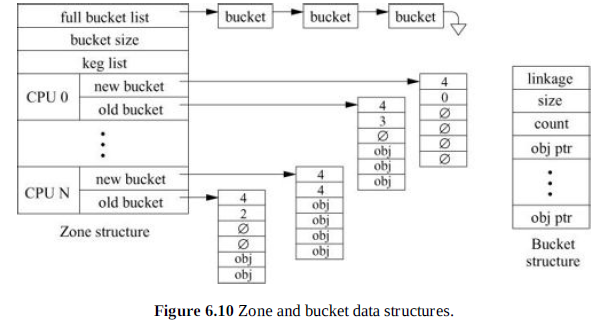 full bucket list
bucket
bucket
bucket
bucket size
keg list
CPU 0
new bucket
old bucket
CPU N
new bucket
old bucket
Zone structure
4
2
∅
∅
obj
obj
4
4
obj
obj
obj
obj
4
3
∅
obj
obj
obj
4
0
∅
∅
∅
∅
linkage
size
count
obj ptr
obj ptr
Bucket
structure
Figure 6.10 Zone and bucket data structures.